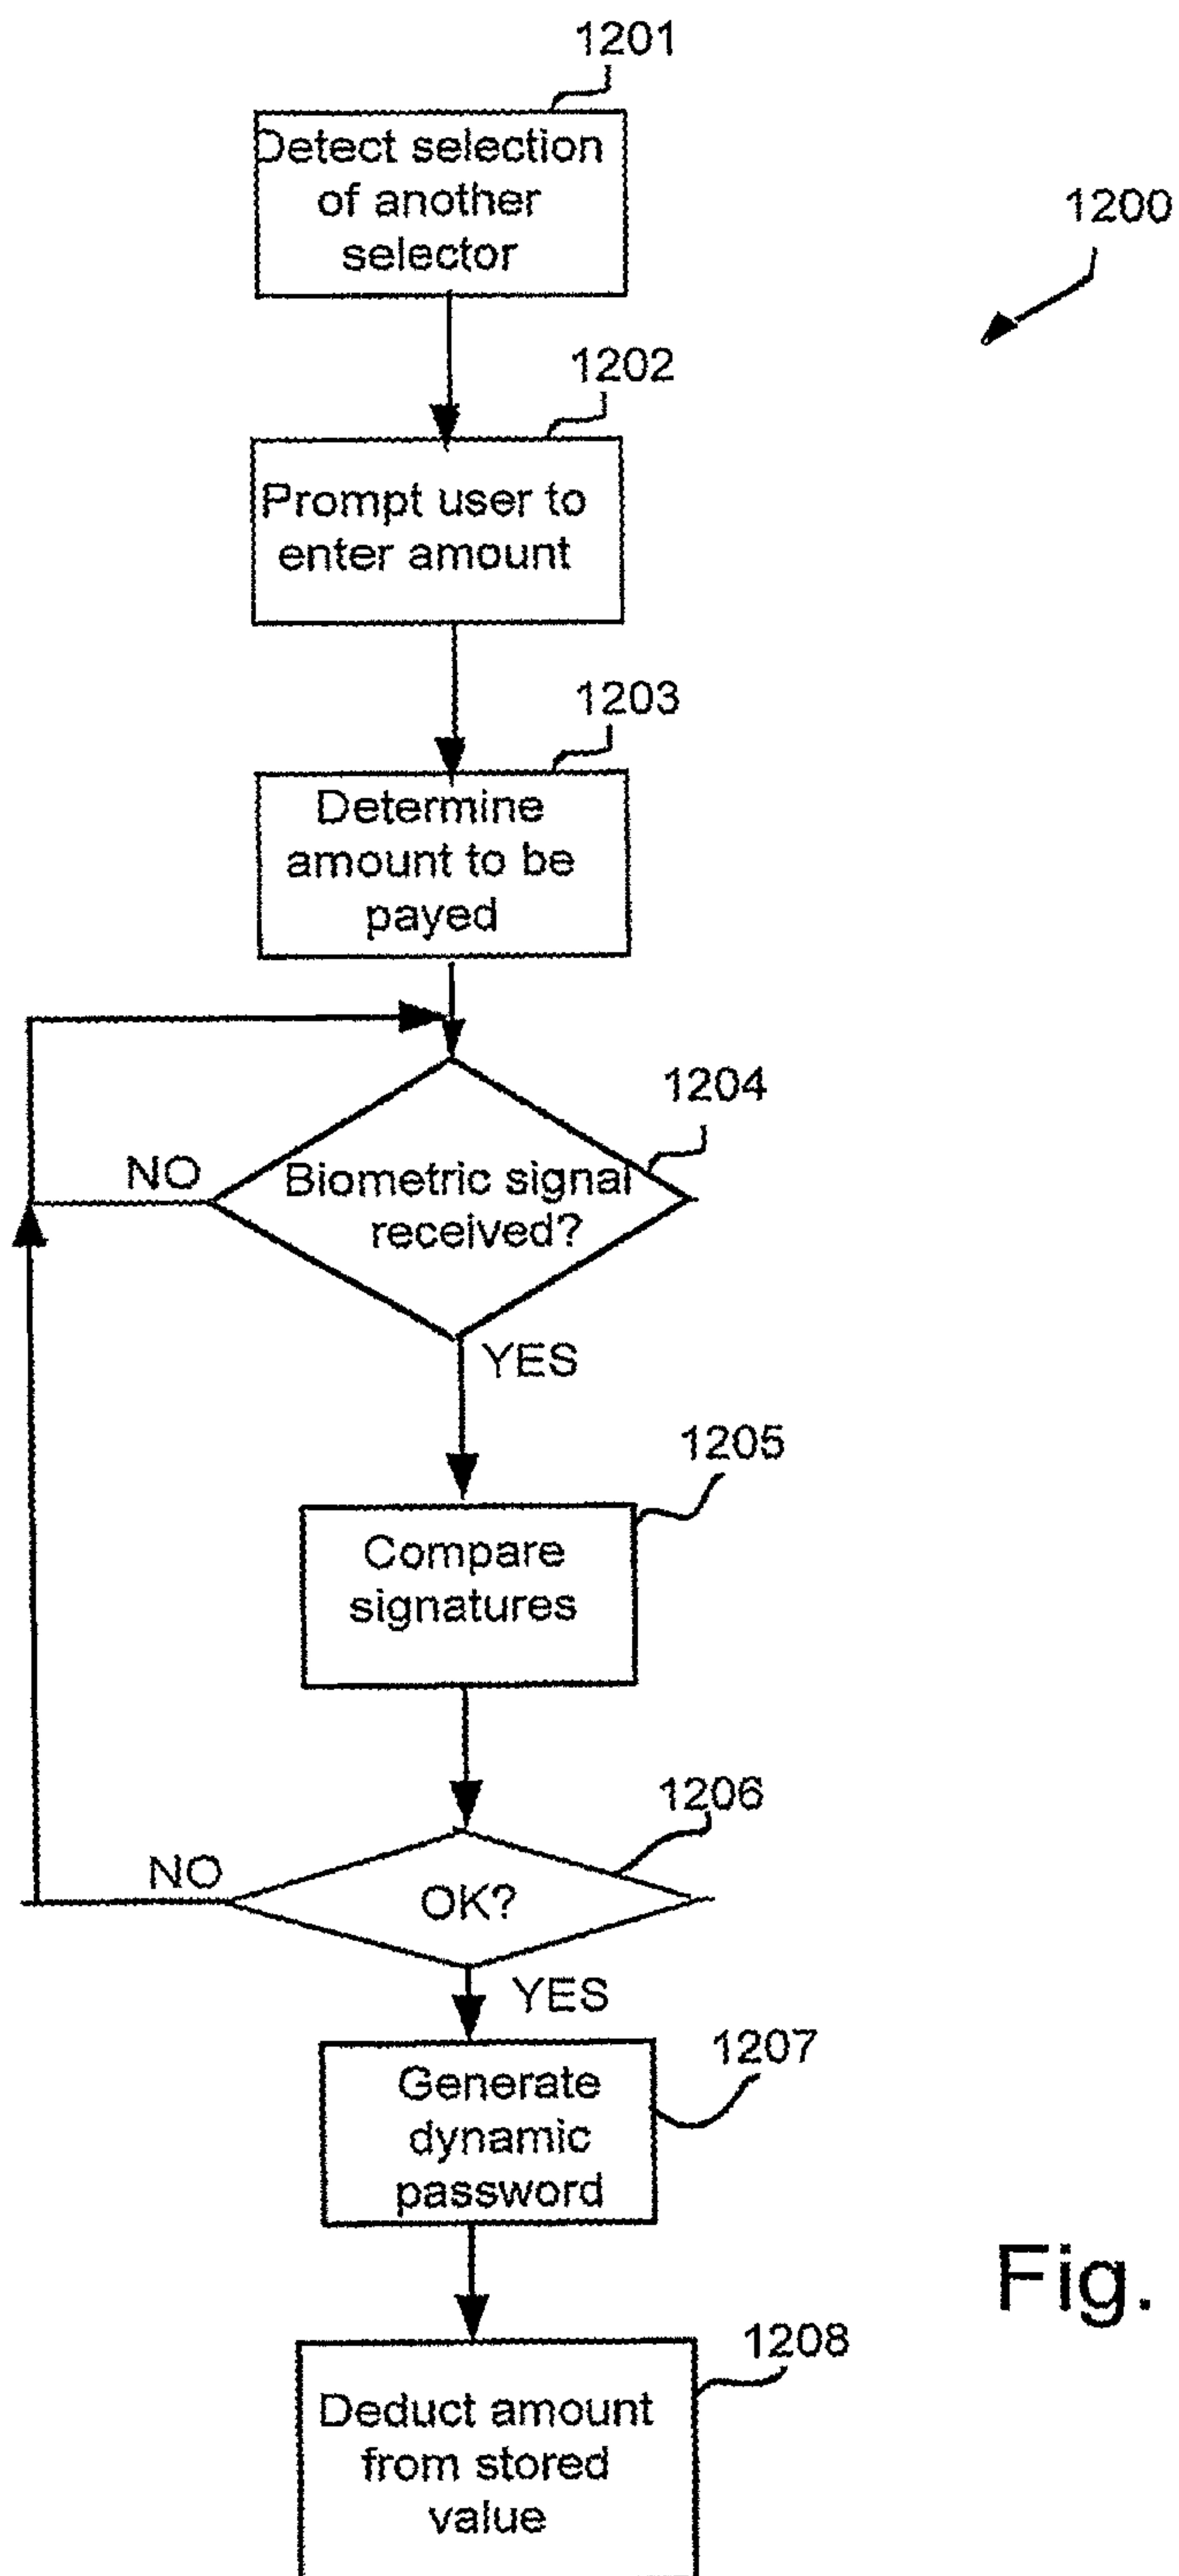 1201
Detect selection
of another
selector
1200
1202
Prompt user to
enter amount
1203
Determine
amount to be
payed
1204
NO
Biometric signal
received?
YES
1205
Compare
signatures
1206
NO
OK?
YES
1207
Generate
dynamic
password
Fig.
1208
Deduct amount
from stored
value